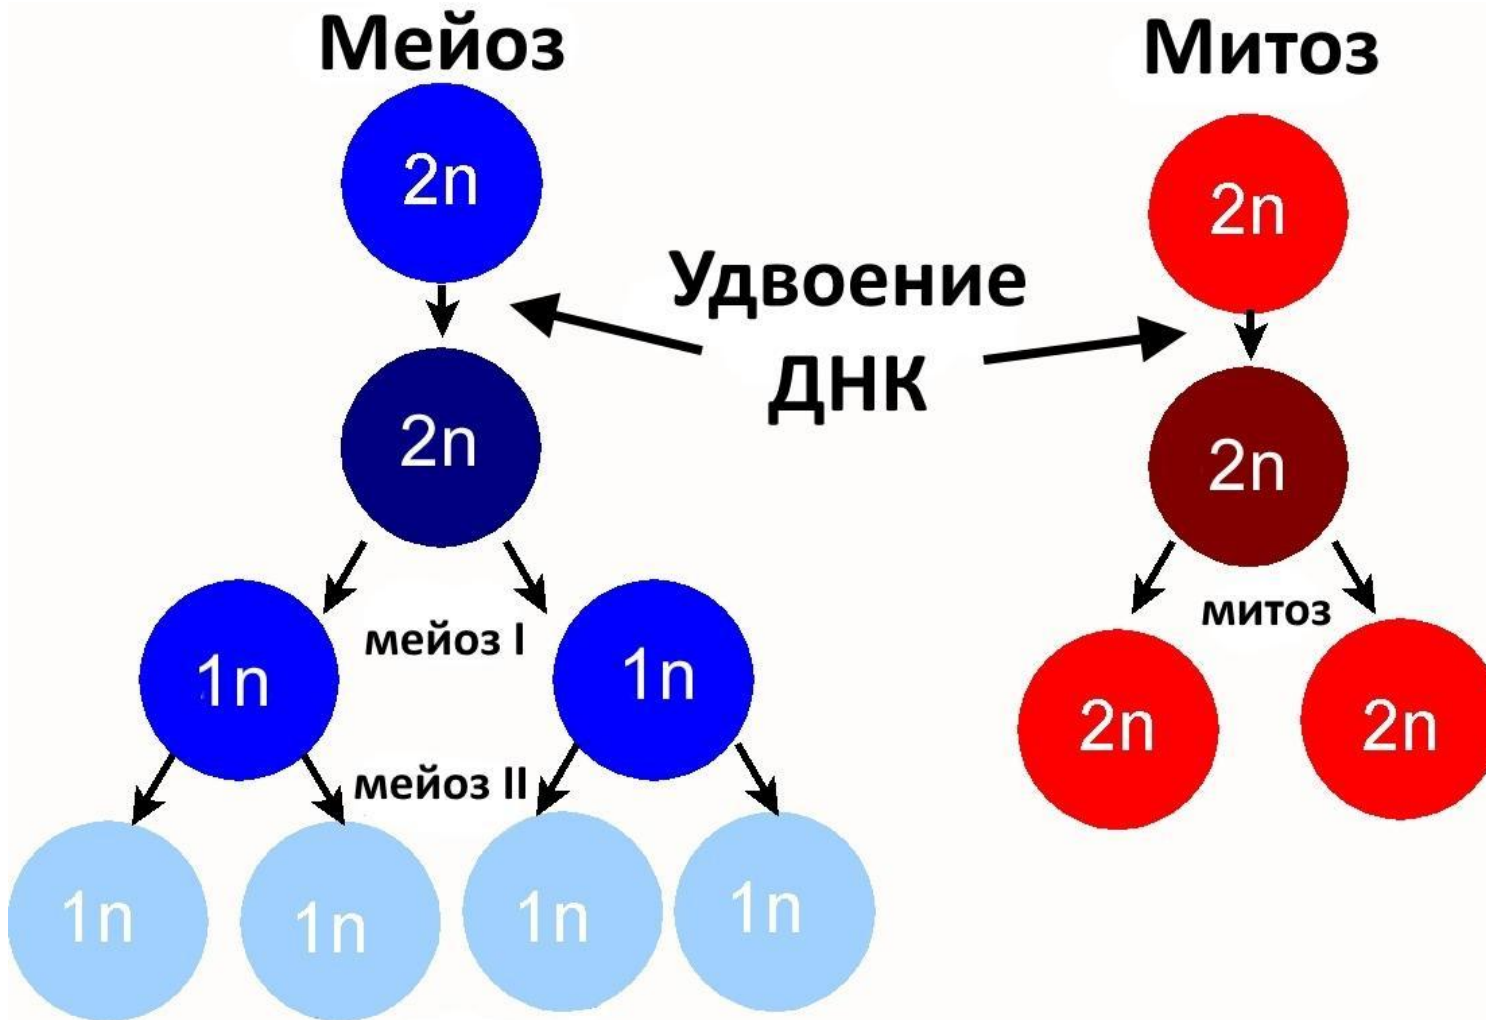 Мейоз
Митоз
2n
2n
Удвоение
ДНК
2n
2n
мейоз I
митоз
1n
1n
2n
2n
мейоз II
1n
1n
1n
1n